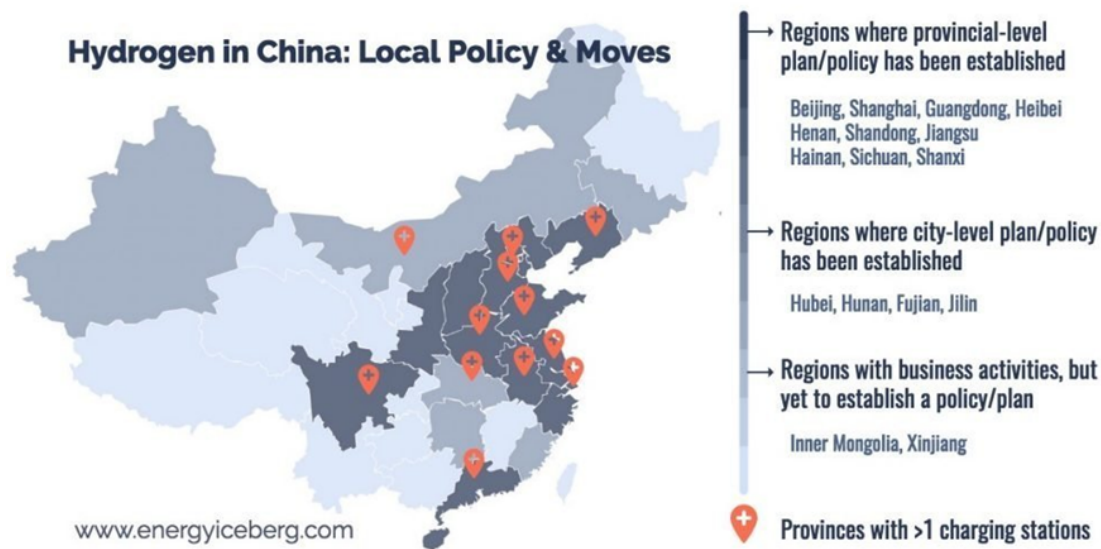 Hydrogen in China: Local Policy & Moves
Regions where provincial-level
plan/policy has been established
Beijing, Shanghai, Guangdong, Heibei
Henan, Shandong, Jiangsu
Hainan, Sichuan, Shanxi
Regions where city-level plan/policy
has been established
Hubei, Hunan, Fujian, Jilin
Regions with business activities, but
yet to establish a policy/plan
Inner Mongolia, Xinjiang
Provinces with >1 charging stations
www.energyiceberg.com